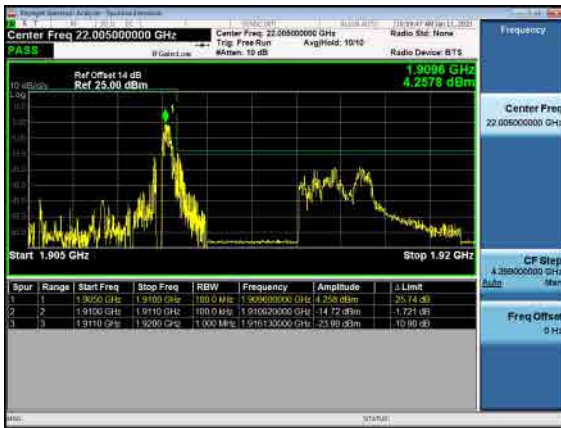 Keysight Spectrum Analyzer - Spurious Emissions
Center Freq 22.005000000 GHz
PASS
Center Freq: 22.005000000 GHz
Trig: Free Run
Avg|Hold: 10/10
#Atten: 10 dB
Radio Std: None
Radio Device: BTS
Frequency
Ref Offset 14 dB
Ref 25.00 dBm
10 dB/div
Log
1.9096 GHz
4.2578 dBm
1
Start 1.905 GHz
Stop 1.92 GHz
Center Freq
22.005000000 GHz
CF Step
4.399000000 GHz
Auto Man
Freq Offset
0 Hz
Spur Range Start Freq Stop Freq RBW Frequency Amplitude Δ Limit
1 1 1.9050 GHz 1.9100 GHz 100.0 kHz 1.909600000 GHz 4.258 dBm -25.74 dB
2 2 1.9100 GHz 1.9110 GHz 100.0 kHz 1.910020000 GHz -14.72 dBm -1.721 dB
3 3 1.9110 GHz 1.9200 GHz 1.000 MHz 1.916130000 GHz -23.90 dBm -10.90 dB
MSG
STATUS